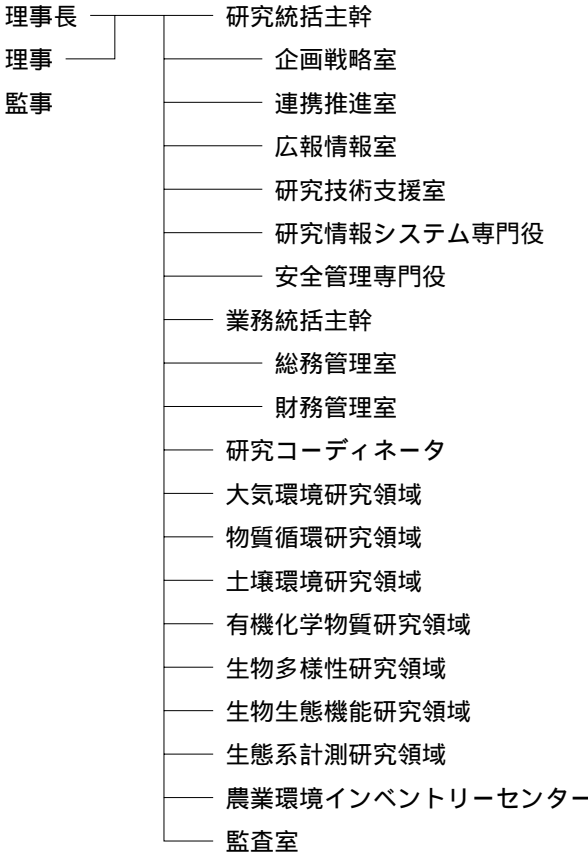 理事長 研究統括主幹
理事 企画戦略室
監事 連携推進室
広報情報室
研究技術支援室
研究情報システム専門役
安全管理専門役
業務統括主幹
総務管理室
財務管理室
研究コーディネータ
大気環境研究領域
物質循環研究領域
土壌環境研究領域
有機化学物質研究領域
生物多様性研究領域
生物生態機能研究領域
生態系計測研究領域
農業環境インベントリーセンター
監査室